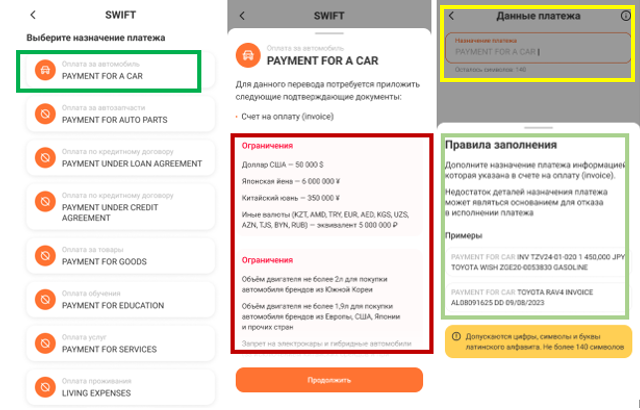 SWIFT
Выберите назначение платежа
Оплата за автомобиль
PAYMENT FOR A CAR
Оплата за автозапчасти
PAYMENT FOR AUTO PARTS
Оплата по кредитному договору
PAYMENT UNDER LOAN AGREEMENT
Оплата по кредитному договору
PAYMENT UNDER CREDIT
AGREEMENT
Оплата за товары
PAYMENT FOR GOODS
Оплата обучения
PAYMENT FOR EDUCATION
Оплата услуг
PAYMENT FOR SERVICES
Оплата проживания
LIVING EXPENSES
SWIFT
Оплата за автомобиль
PAYMENT FOR A CAR
Для данного перевода потребуется приложить
следующие подтверждающие документы:
• Счет на оплату (invoice)
Ограничения
Доллар США — 50 000 $
Японская йена — 6 000 000 ¥
Китайский юань — 350 000 ¥
Иные валюты (KZT, AMD, TRY, EUR, AED, KGS, UZS,
AZN, TJS, BYN, RUB) — эквивалент 5 000 000 ₽
Ограничения
Объём двигателя не более 2л для покупки
автомобиля брендов из Южной Кореи
Объём двигателя не более 1,9л для покупки
автомобиля брендов из Европы, США, Японии
и прочих стран
Запрет на электрокары и гибридные автомобили
Продолжить
Данные платежа
Назначение платежа
PAYMENT FOR A CAR
Осталось символов: 140
Правила заполнения
Дополните назначение платежа информацией
которая указана в счете на оплату (invoice).
Недостаток деталей назначения платежа
может являться основанием для отказа
в исполнении платежа
Примеры
PAYMENT FOR CAR INV TZV24-01-020 1 450,000 JPY
TOYOTA WISH ZGE20-0053830 GASOLINE
PAYMENT FOR CAR TOYOTA RAV4 INVOICE
AL08091625 DD 09/08/2023
Допускаются цифры, символы и буквы
латинского алфавита. Не более 140 символов